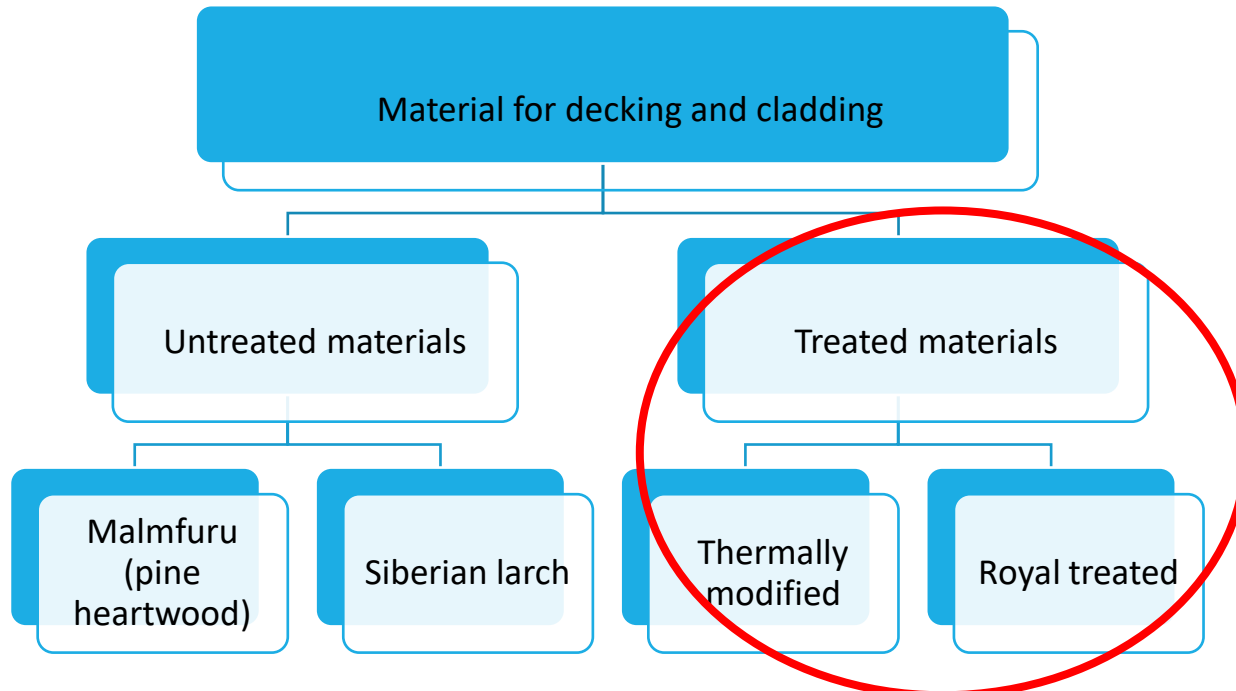 Material for decking and cladding
Untreated materials
Treated materials
Malmfuru
(pine
heartwood)
Siberian larch
Thermally
modified
Royal treated